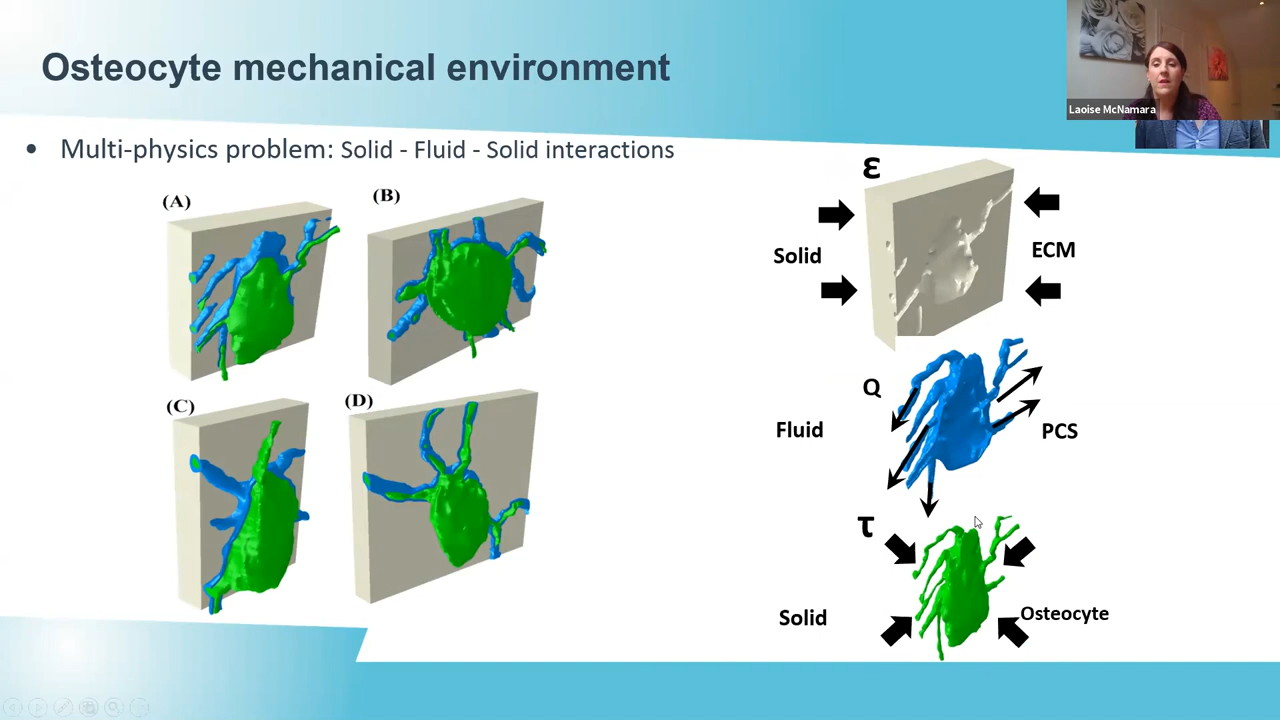 Osteocyte mechanical environment
Laoise McNamara
• Multi-physics problem: Solid - Fluid - Solid interactions
(A)
(B)
(C)
(D)
ε
Solid
ECM
Q
Fluid
PCS
τ
Solid
Osteocyte